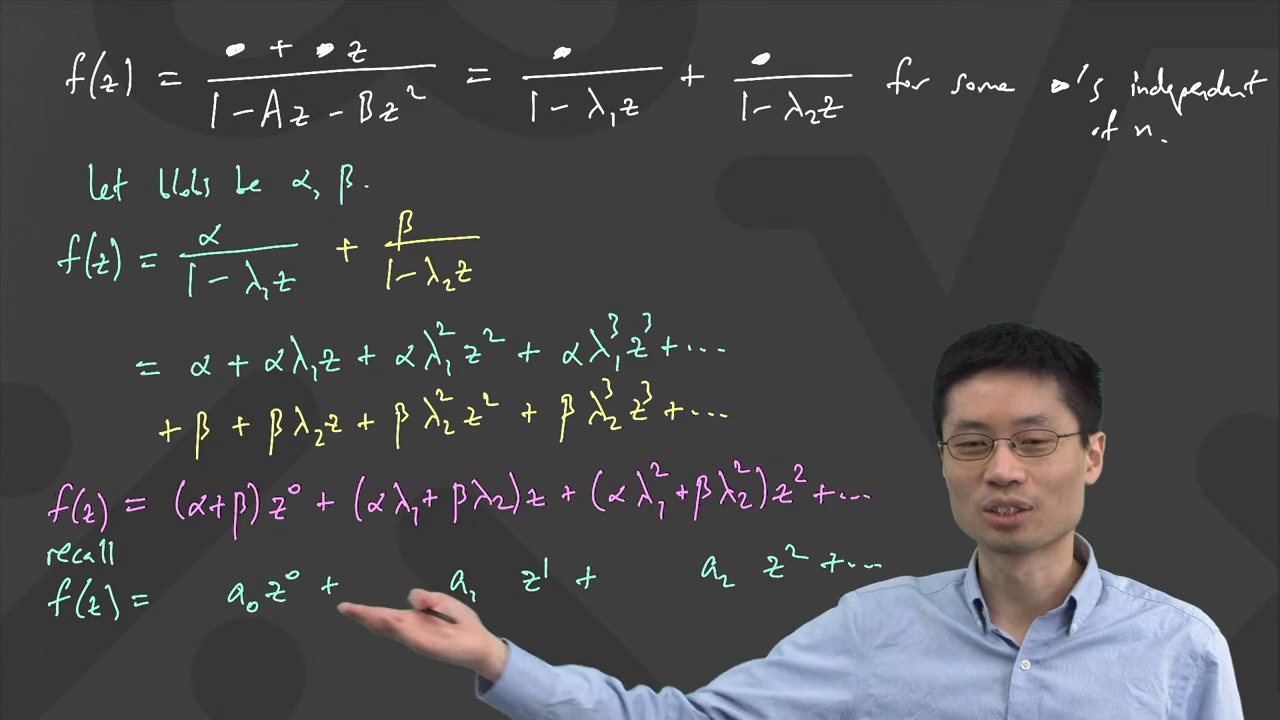 f(z) = (• + •z)/(1 − Az − Bz²) = •/(1 − λ₁z) + •/(1 − λ₂z) for some •'s independant
of n.
let blobs be α, β.
f(z) = α/(1 − λ₁z) + β/(1 − λ₂z)
= α + αλ₁z + αλ₁²z² + αλ₁³z³ + ...
+ β + βλ₂z + βλ₂²z² + βλ₂³z³ + ...
f(z) = (α+β)z⁰ + (αλ₁ + βλ₂)z + (αλ₁² + βλ₂²)z² + ...
recall
f(z) = a₀z⁰ + a₁ z¹ + a₂ z² + ...